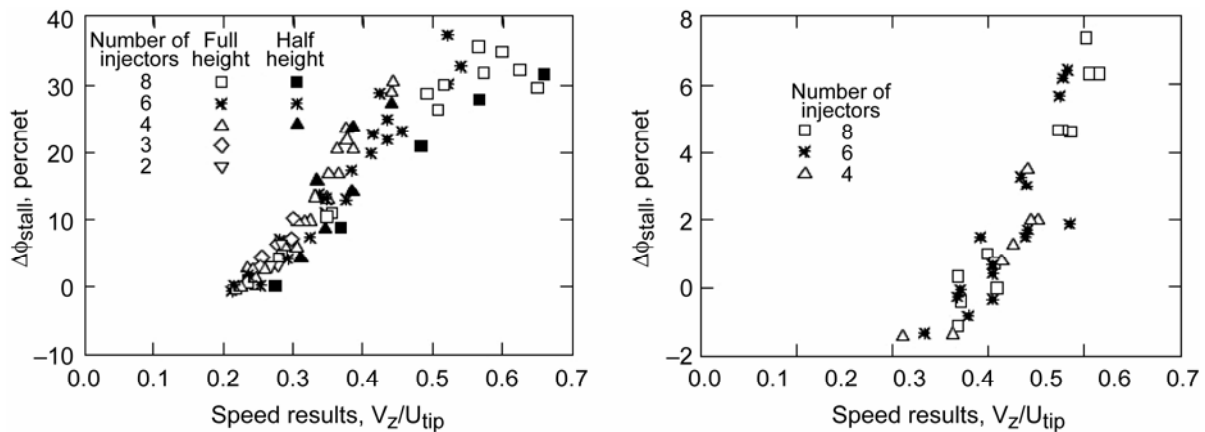 40
30
20
10
0
–10
Δϕstall, percnet
Number of injectors
Full height
Half height
8
6
4
3
2
0.0 0.1 0.2 0.3 0.4 0.5 0.6 0.7
Speed results, Vz/Utip
8
6
4
2
0
–2
Δϕstall, percnet
Number of
injectors
8
6
4
0.0 0.2 0.3 0.4 0.5 0.6 0.7
Speed results, Vz/Utip